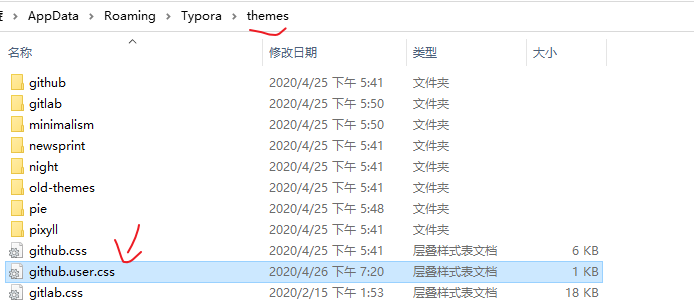 AppData > Roaming > Typora > themes
名称 修改日期 类型 大小
github 2020/4/25 下午 5:41 文件夹
gitlab 2020/4/25 下午 5:50 文件夹
minimalism 2020/4/25 下午 5:50 文件夹
newsprint 2020/4/25 下午 5:41 文件夹
night 2020/4/25 下午 5:41 文件夹
old-themes 2020/4/25 下午 5:41 文件夹
pie 2020/4/25 下午 5:48 文件夹
pixyll 2020/4/25 下午 5:41 文件夹
github.css 2020/4/25 下午 5:41 层叠样式表文档 6 KB
github.user.css 2020/4/26 下午 7:20 层叠样式表文档 1 KB
gitlab.css 2020/2/15 下午 1:53 层叠样式表文档 18 KB